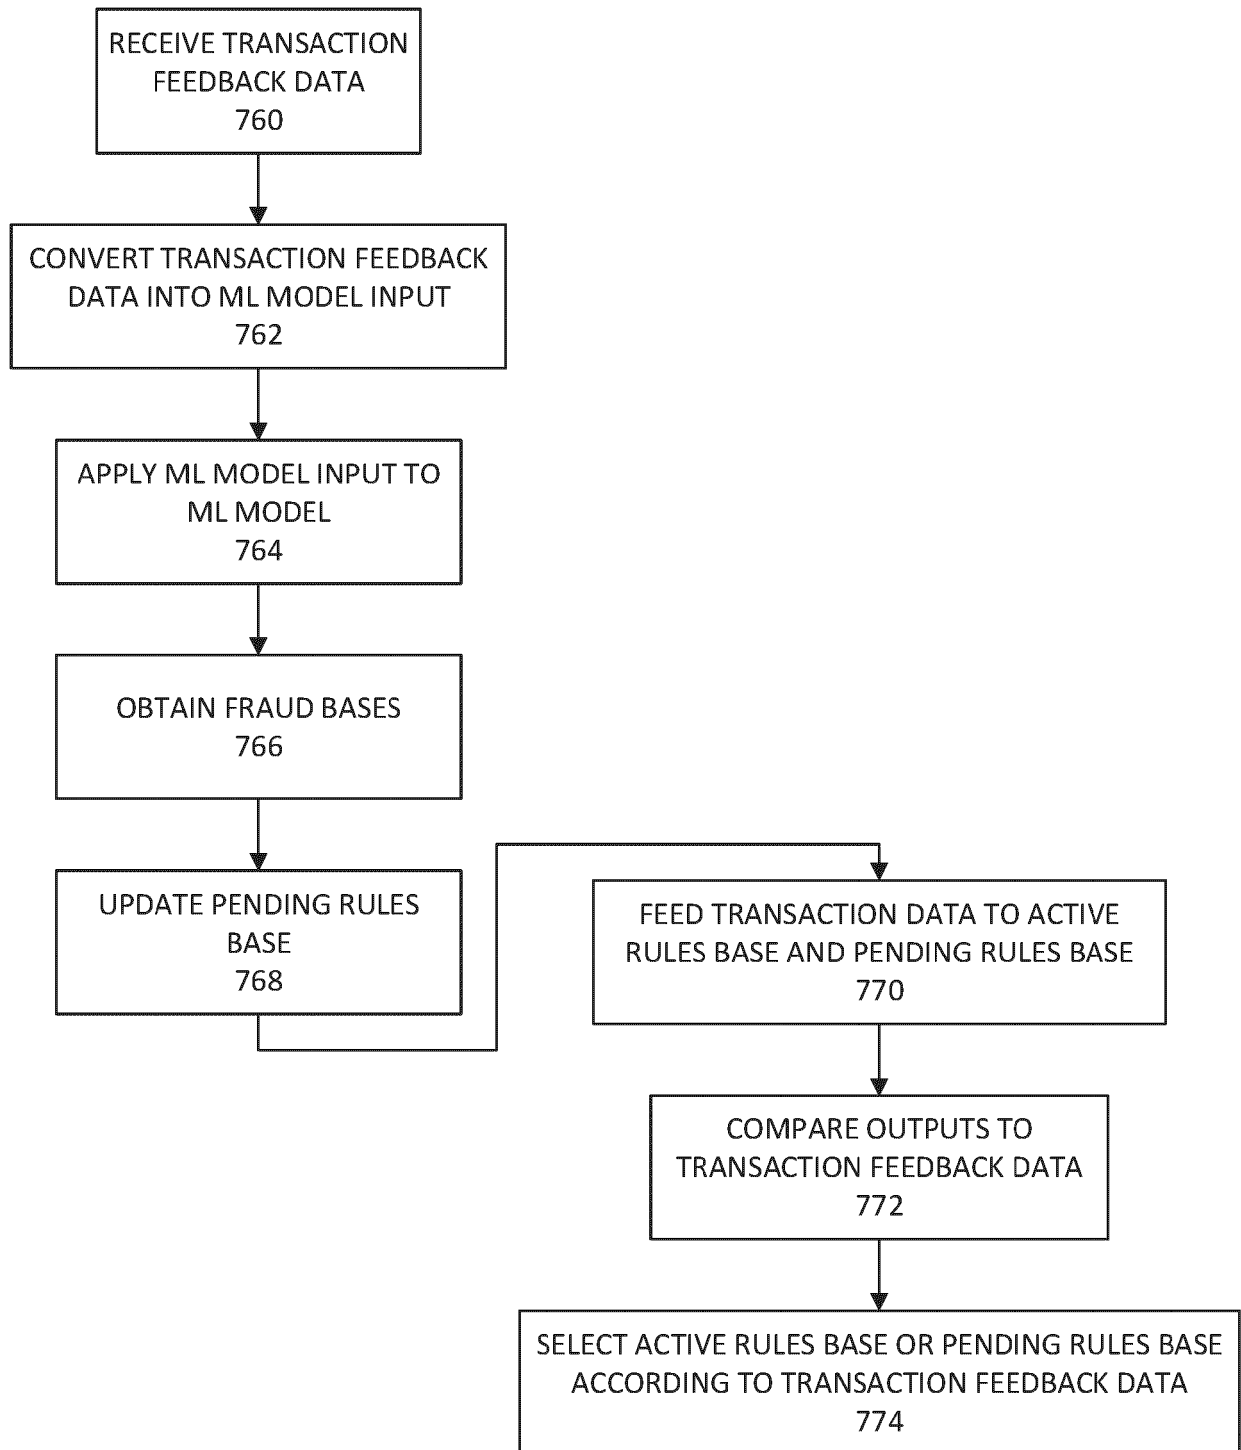 RECEIVE TRANSACTION
FEEDBACK DATA
760
CONVERT TRANSACTION FEEDBACK
DATA INTO ML MODEL INPUT
762
APPLY ML MODEL INPUT TO
ML MODEL
764
OBTAIN FRAUD BASES
766
UPDATE PENDING RULES
BASE
768
FEED TRANSACTION DATA TO ACTIVE
RULES BASE AND PENDING RULES BASE
770
COMPARE OUTPUTS TO
TRANSACTION FEEDBACK DATA
772
SELECT ACTIVE RULES BASE OR PENDING RULES BASE
ACCORDING TO TRANSACTION FEEDBACK DATA
774